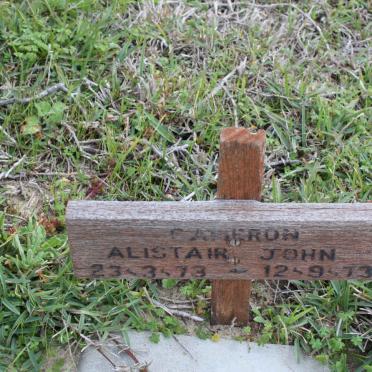 CAMERON
ALISTAIR JOHN
23-3-73 ~ 12-9-73